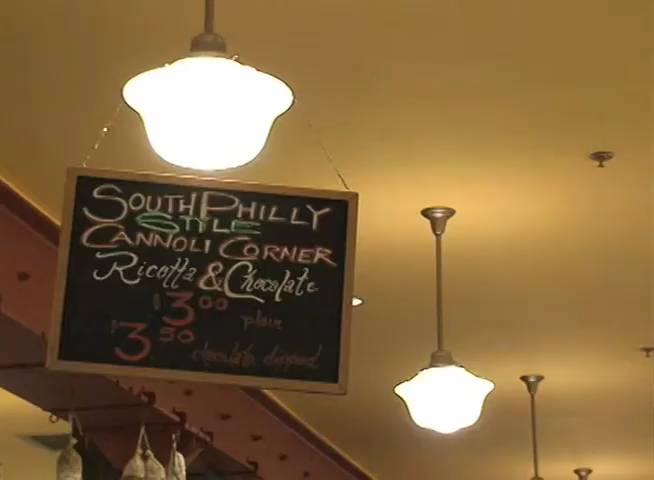 SOUTH PHILLY
STYLE
CANNOLI CORNER
Ricotta & Chocolate
$3.00 plain
$3.50 chocolate dipped